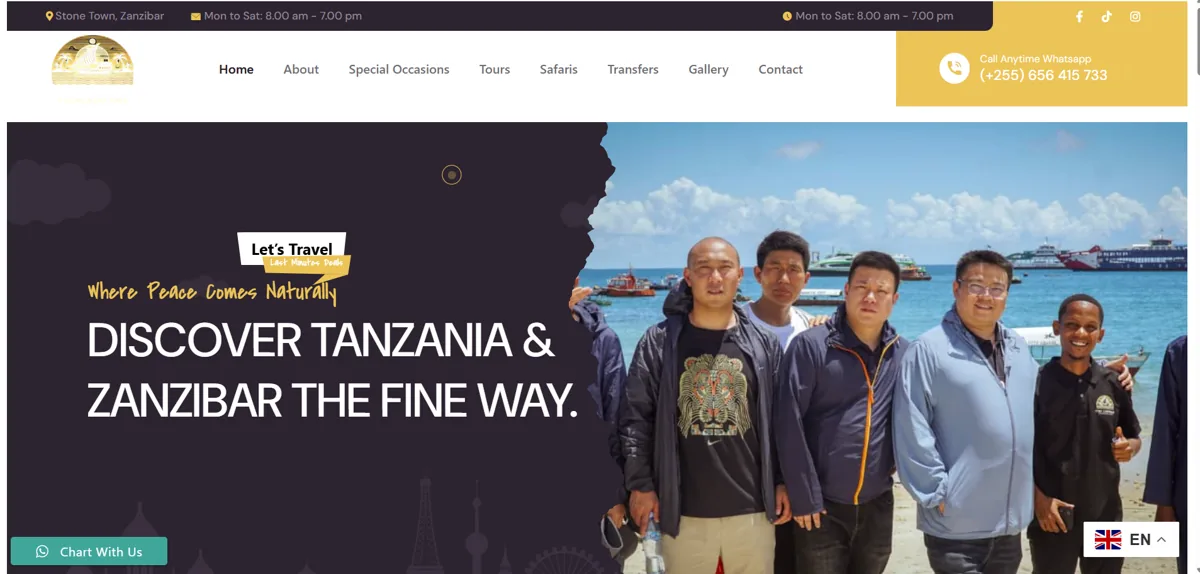 Stone Town, Zanzibar
Mon to Sat: 8.00 am - 7.00 pm
Mon to Sat: 8.00 am - 7.00 pm
Home
About
Special Occasions
Tours
Safaris
Transfers
Gallery
Contact
Call Anytime Whatsapp
(+255) 656 415 733
Let's Travel
Last Minutes Deals
Where Peace Comes Naturally
DISCOVER TANZANIA &
ZANZIBAR THE FINE WAY.
Chart With Us
EN